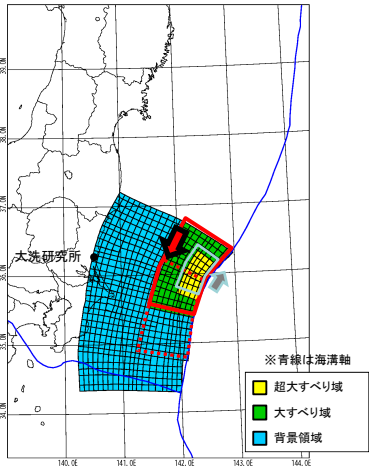 39.0N
38.0N
37.0N
大洗研究所
36.0N
35.0N
34.0N
※青線は海溝軸
超大すべり域
大すべり域
背景領域
140.0E
141.0E
142.0E
143.0E
144.0E